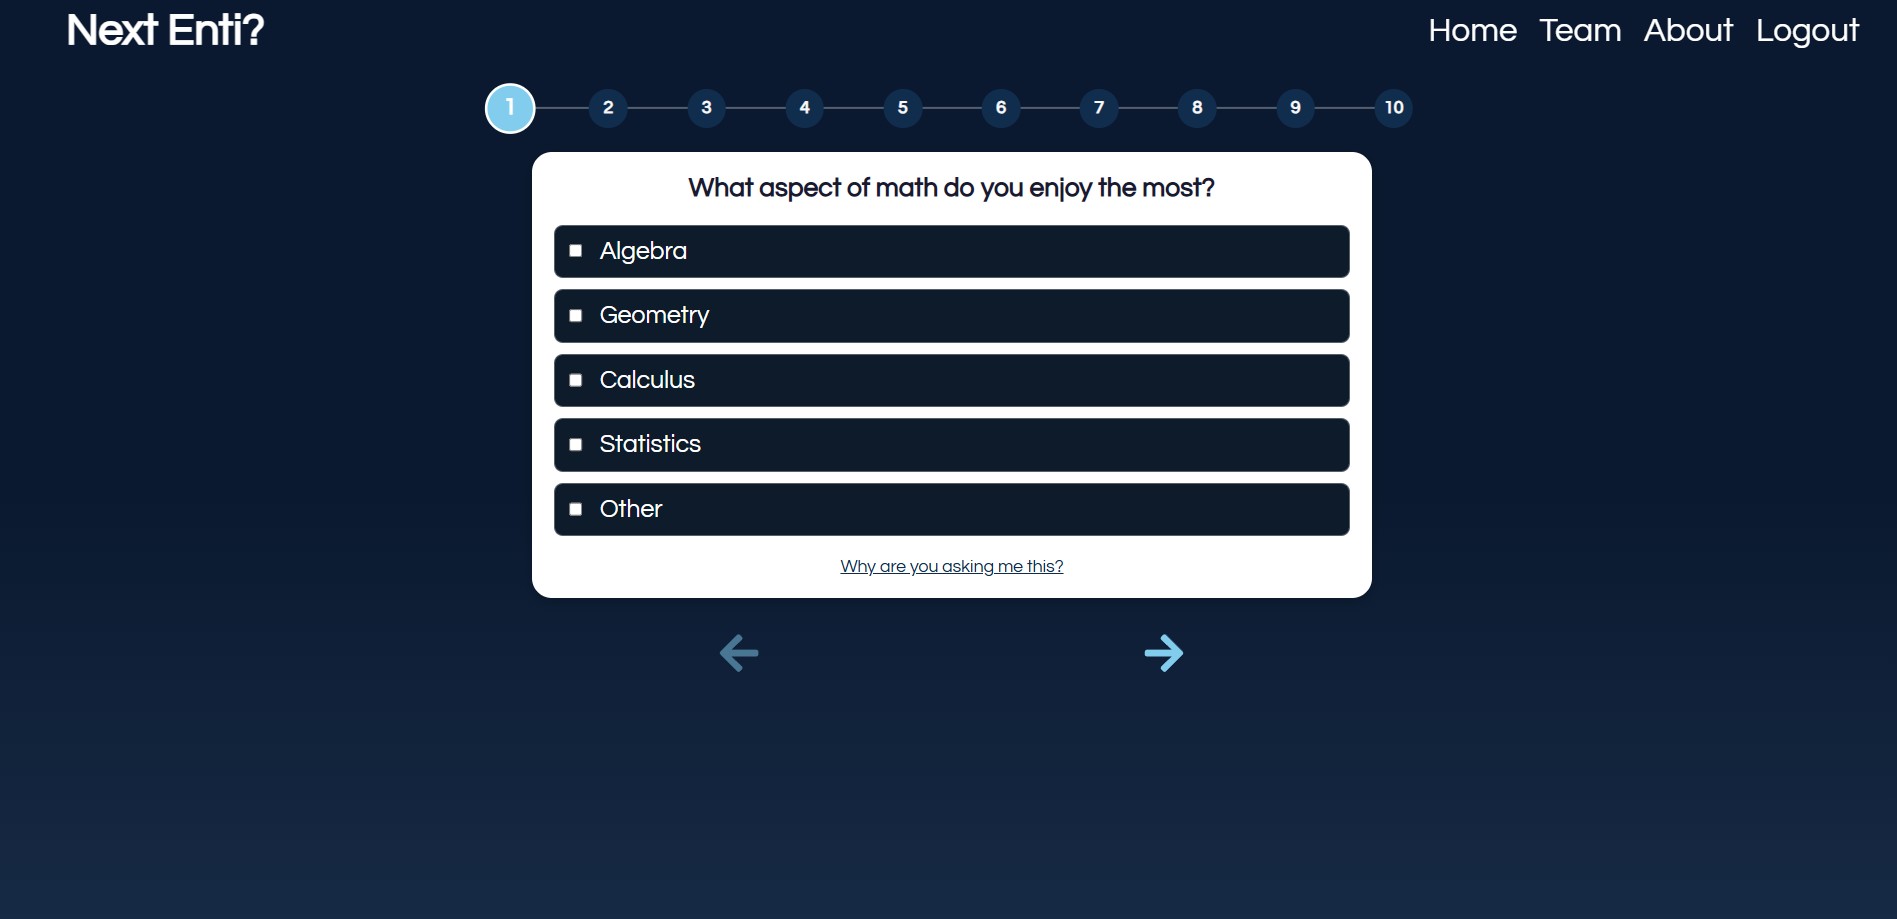 Next Enti?
Home Team About Logout
1 2 3 4 5 6 7 8 9 10
What aspect of math do you enjoy the most?
Algebra
Geometry
Calculus
Statistics
Other
Why are you asking me this?